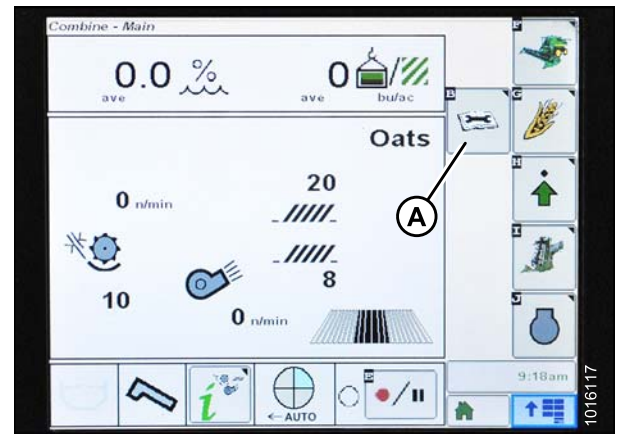 Combine - Main
0.0 %
ave
0
ave
bu/ac
Oats
0 n/min
20
8
10
0 n/min
AUTO
9:18am
A
B
F
G
H
I
J
E
1016117